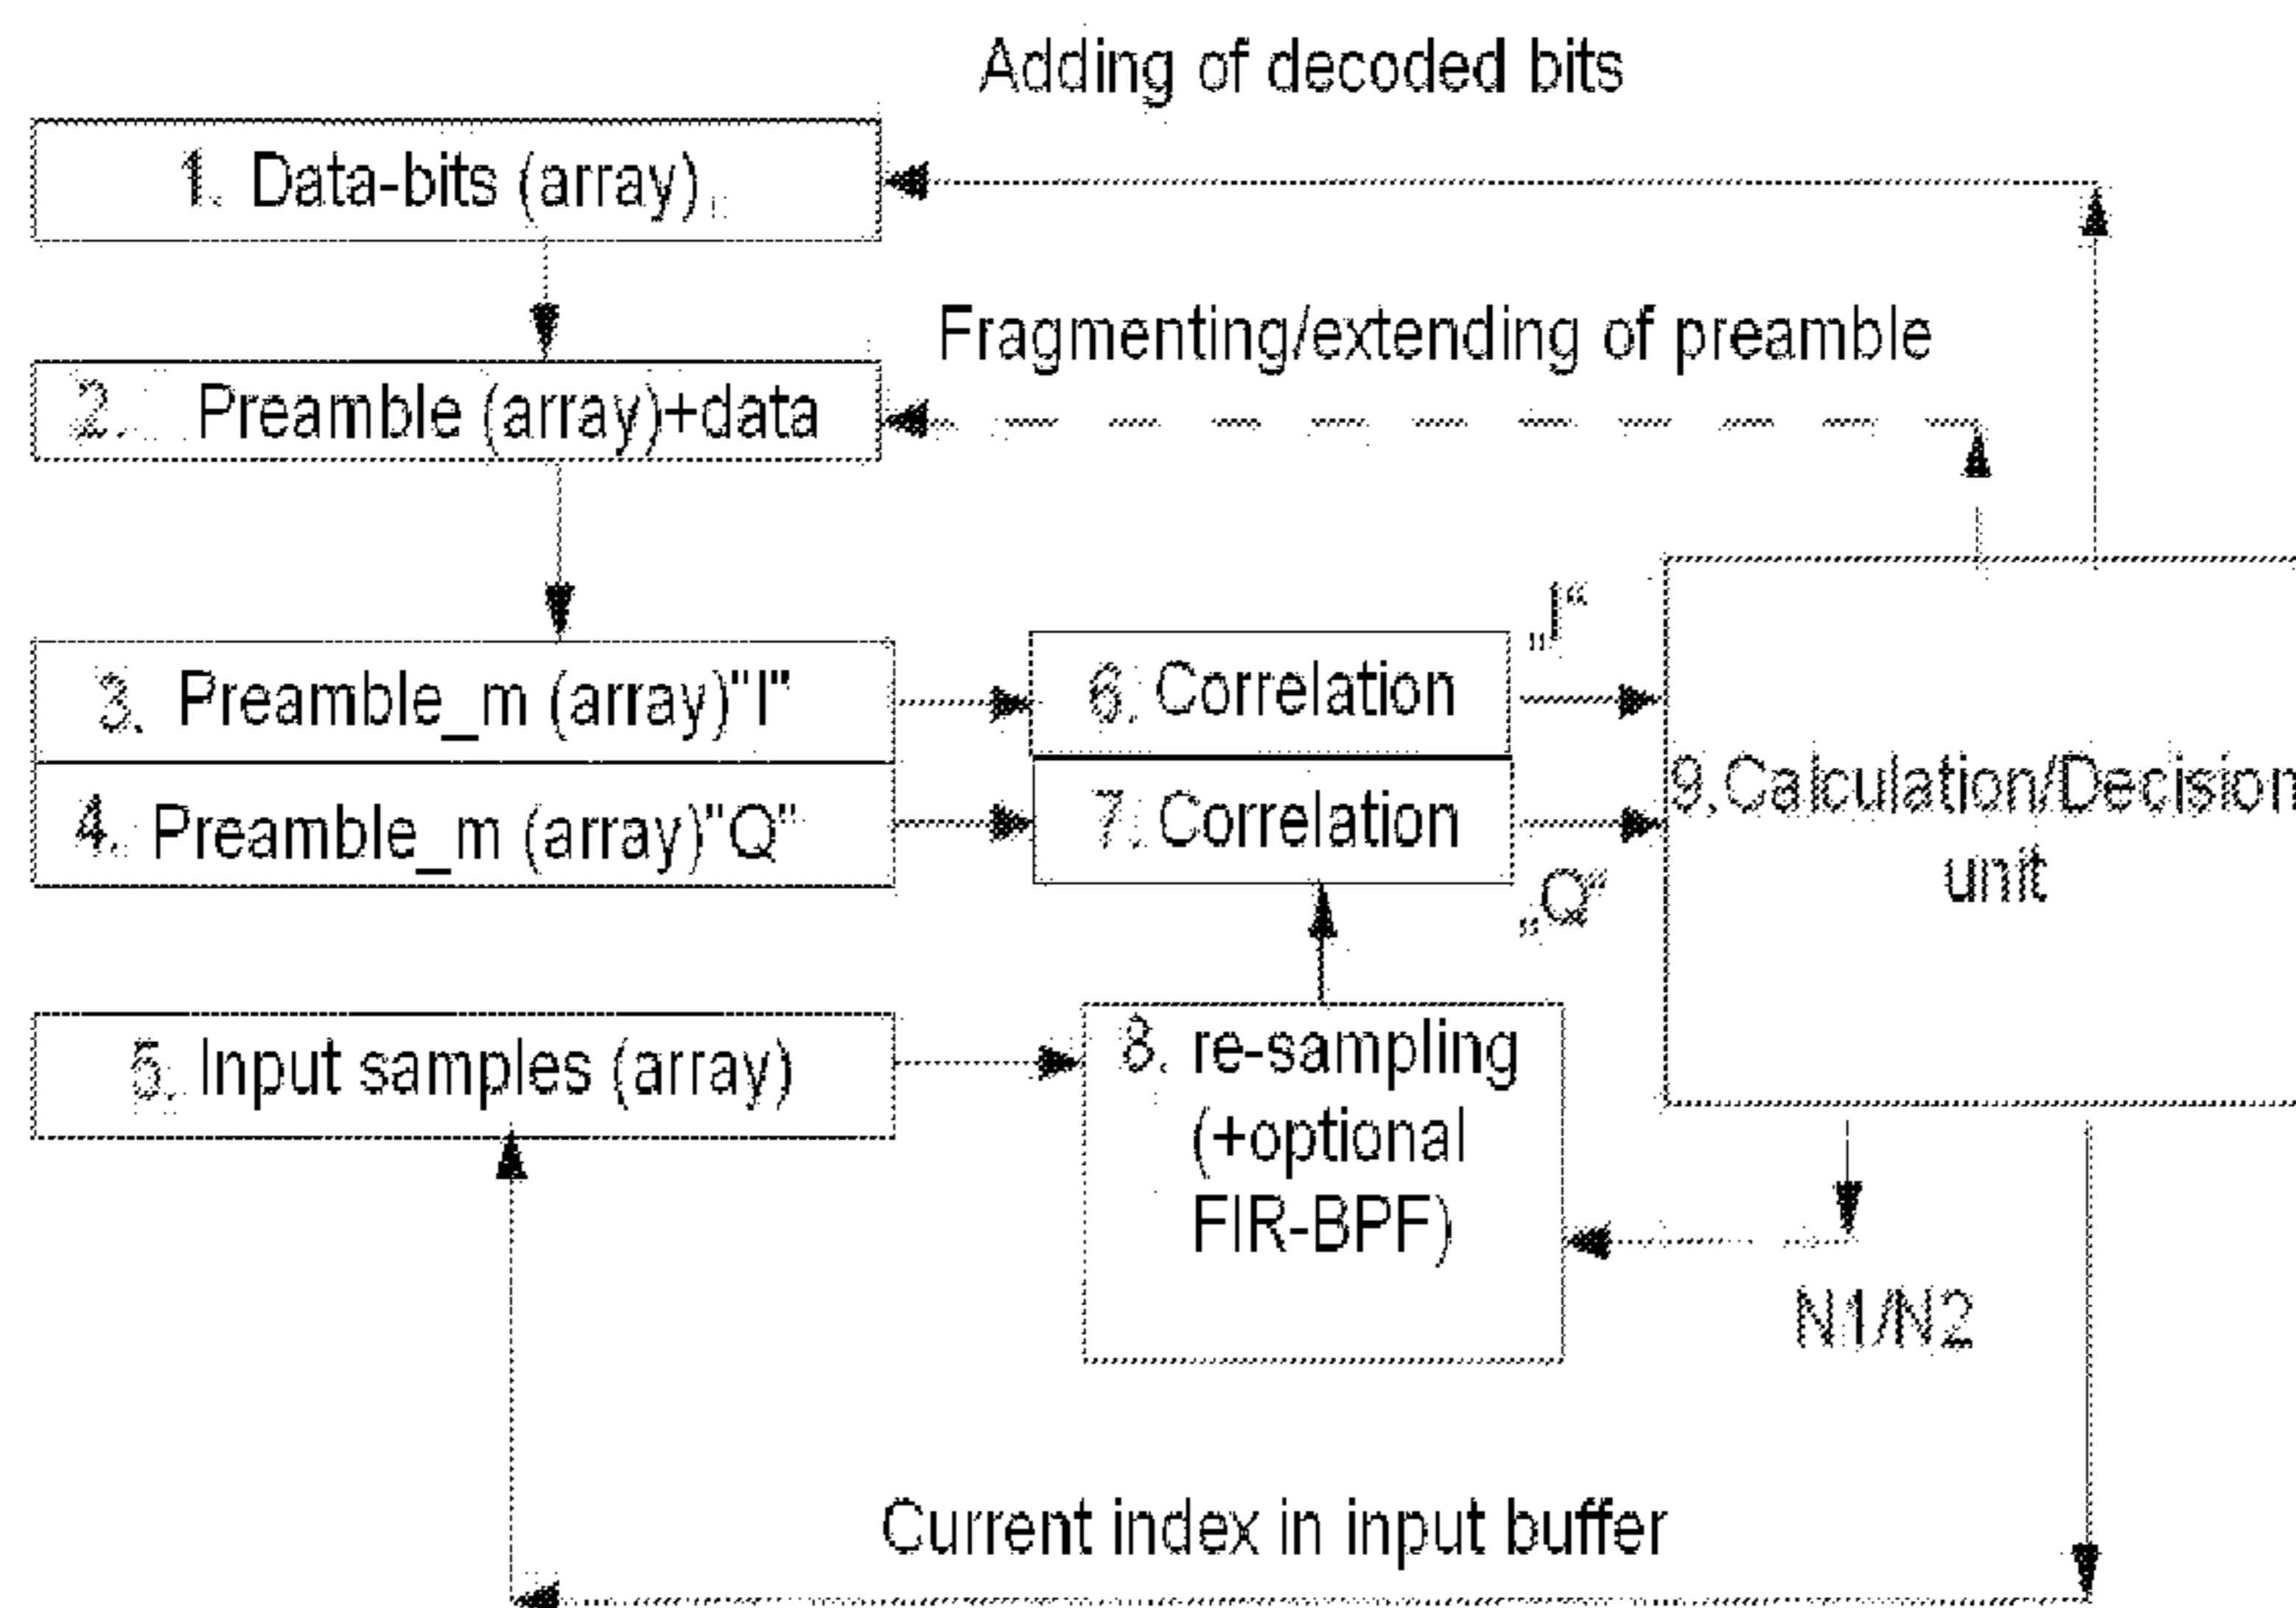 Adding of decoded bits
1. Data-bits (array)
Fragmenting/extending of preamble
2. Preamble (array)+data
3. Preamble_m (array)"I"
6. Correlation
„I“
4. Preamble_m (array)"Q"
7. Correlation
„Q“
9.Calculation/Decision
unit
5. Input samples (array)
8. re-sampling
(+optional
FIR-BPF)
N1/N2
Current index in input buffer